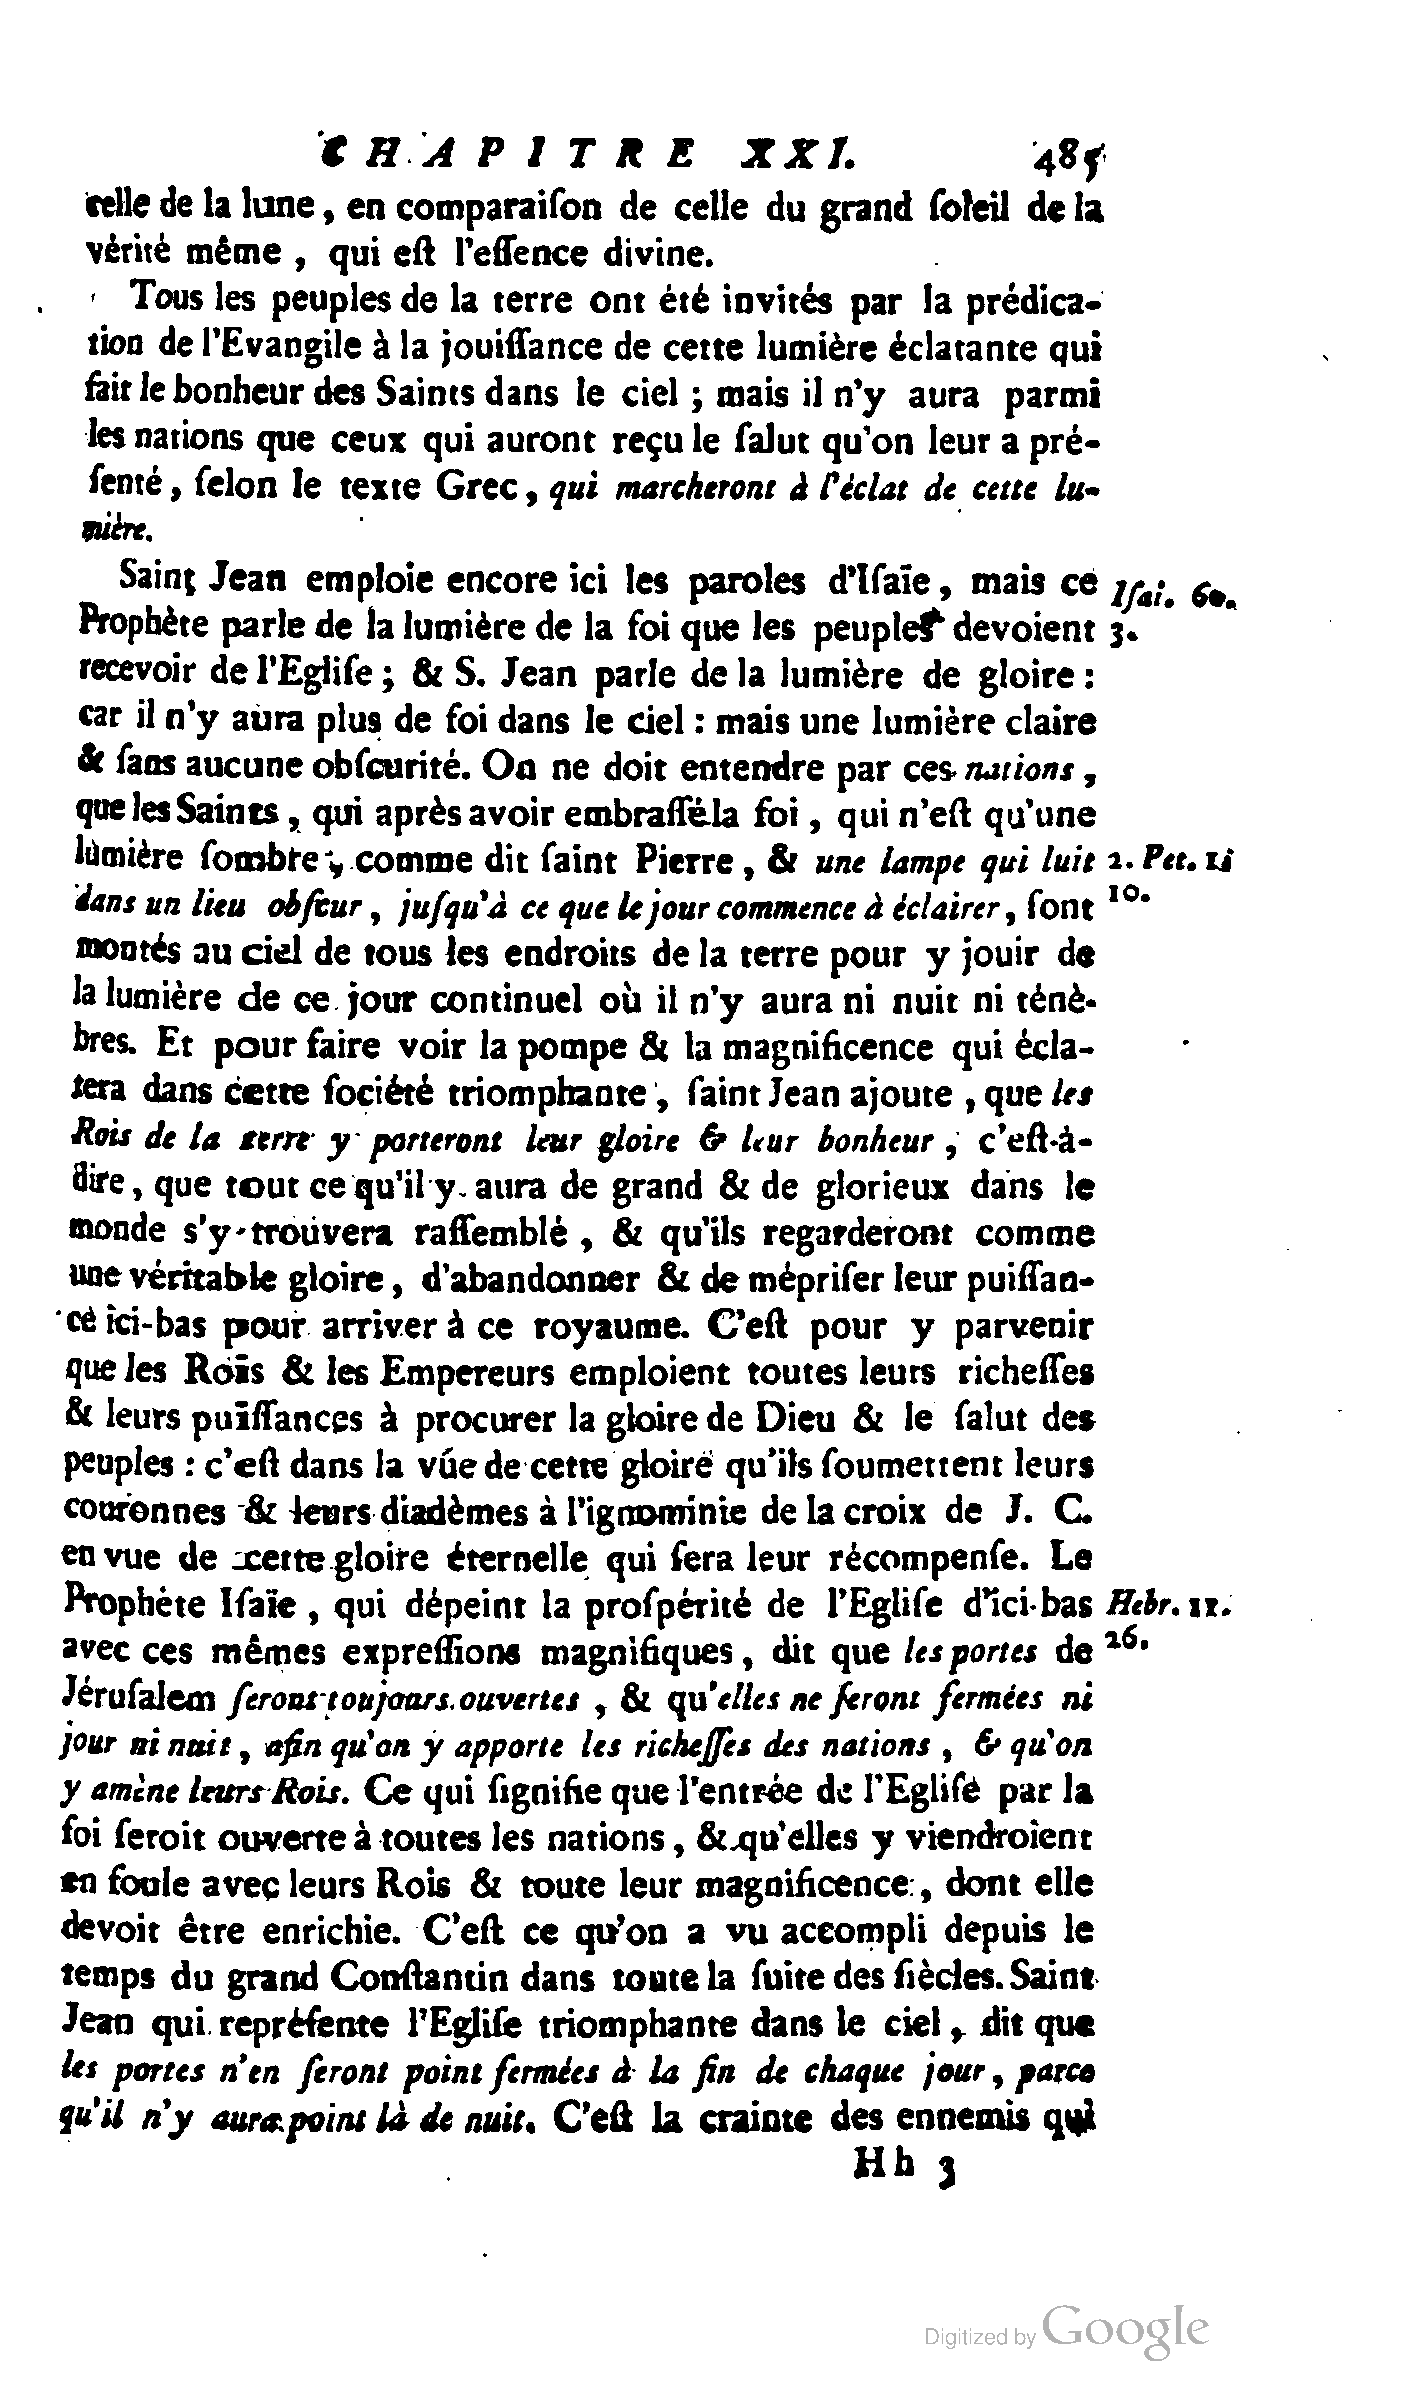 CHAPITRE XXI. 485
celle de la lune, en comparaiſon de celle du grand ſoleil de la
vérité même, qui eſt l'eſſence divine.
Tous les peuples de la terre ont été invités par la prédica-
tion de l'Evangile à la jouiſſance de cette lumière éclatante qui
fait le bonheur des Saints dans le ciel ; mais il n'y aura parmi
les nations que ceux qui auront reçu le ſalut qu'on leur a pré-
ſenté, ſelon le texte Grec, qui marcheront à l'éclat de cette lu-
mière.
Saint Jean emploie encore ici les paroles d'Iſaïe, mais ce Iſai. 60.
Prophète parle de la lumière de la foi que les peuples devoient 3.
recevoir de l'Egliſe ; & S. Jean parle de la lumière de gloire :
car il n'y aura plus de foi dans le ciel : mais une lumière claire
& ſans aucune obſcurité. On ne doit entendre par ces nations,
que les Saints, qui après avoir embraſſé la foi, qui n'eſt qu'une
lumière ſombre, comme dit ſaint Pierre, & une lampe qui luit 2. Pet. 1i
dans un lieu obſcur, juſqu'à ce que le jour commence à éclairer, ſont 10.
montés au ciel de tous les endroits de la terre pour y jouir de
la lumière de ce jour continuel où il n'y aura ni nuit ni ténè-
bres. Et pour faire voir la pompe & la magnificence qui écla-
tera dans cette ſociété triomphante, ſaint Jean ajoute, que les
Rois de la terre y porteront leur gloire & leur bonheur, c'eſt-à-
dire, que tout ce qu'il y aura de grand & de glorieux dans le
monde s'y trouvera raſſemblé, & qu'ils regarderont comme
une véritable gloire, d'abandonner & de mépriſer leur puiſſan-
ce ici-bas pour arriver à ce royaume. C'eſt pour y parvenir
que les Rois & les Empereurs emploient toutes leurs richeſſes
& leurs puiſſances à procurer la gloire de Dieu & le ſalut des
peuples : c'eſt dans la vûe de cette gloire qu'ils ſoumettent leurs
couronnes & leurs diadèmes à l'ignominie de la croix de J. C.
en vue de cette gloire éternelle qui ſera leur récompenſe. Le
Prophète Iſaïe, qui dépeint la proſpérité de l'Egliſe d'ici-bas Hebr. 11.
avec ces mêmes expreſſions magnifiques, dit que les portes de 26.
Jéruſalem ſeront toujours ouvertes, & qu'elles ne ſeront fermées ni
jour ni nuit, afin qu'on y apporte les richeſſes des nations, & qu'on
y amène leurs Rois. Ce qui ſignifie que l'entrée de l'Egliſe par la
foi ſeroit ouverte à toutes les nations, & qu'elles y viendroient
en foule avec leurs Rois & toute leur magnificence, dont elle
devoit être enrichie. C'eſt ce qu'on a vu accompli depuis le
temps du grand Conſtantin dans toute la ſuite des ſiècles. Saint
Jean qui repréſente l'Egliſe triomphante dans le ciel, dit que
les portes n'en ſeront point fermées à la fin de chaque jour, parce
qu'il n'y aura point là de nuit. C'eſt la crainte des ennemis qui
Hh 3
Digitized by Google